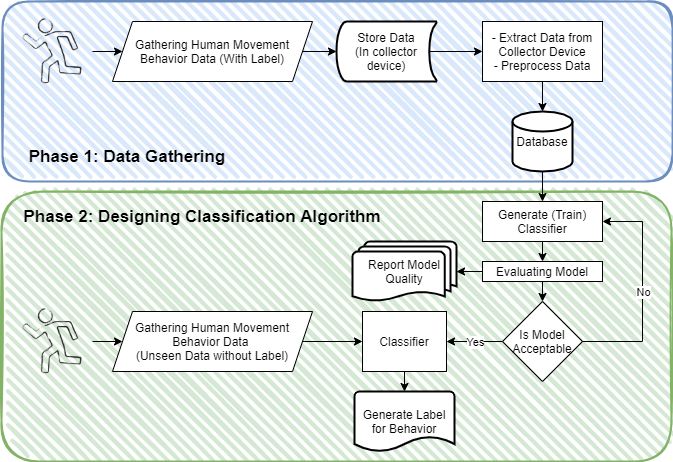 Gathering Human Movement
Behavior Data (With Label)
Store Data
(In collector
device)
- Extract Data from
Collector Device
- Preprocess Data
Database
Phase 1: Data Gathering
Phase 2: Designing Classification Algorithm
Generate (Train)
Classifier
Evaluating Model
Report Model
Quality
No
Is Model
Acceptable
Yes
Classifier
Gathering Human Movement
Behavior Data
(Unseen Data without Label)
Generate Label
for Behavior